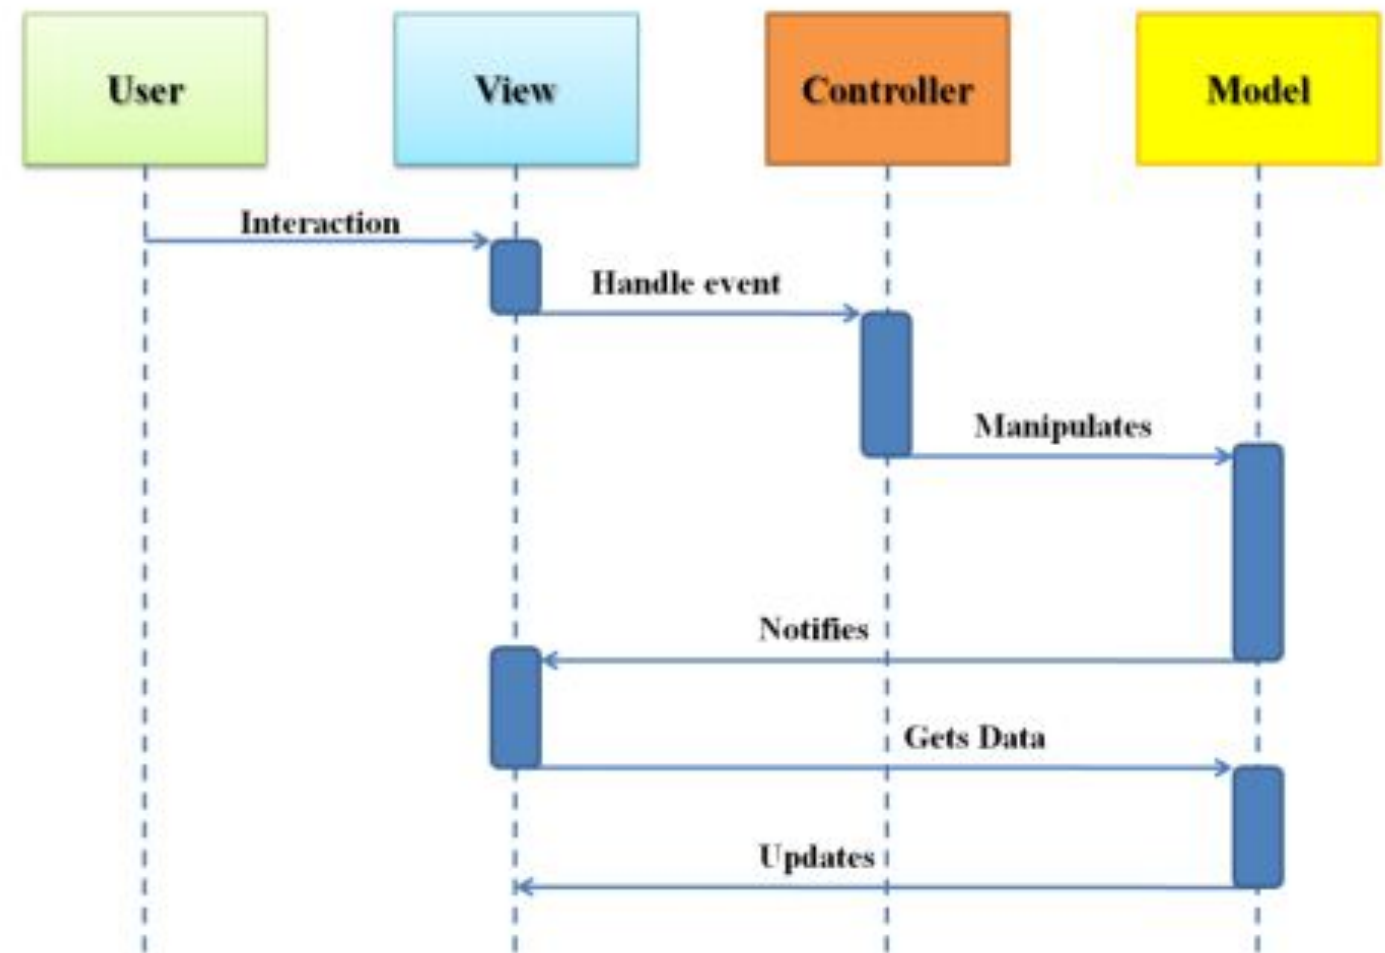 User
View
Controller
Model
Interaction
Handle event
Manipulates
Notifies
Gets Data
Updates